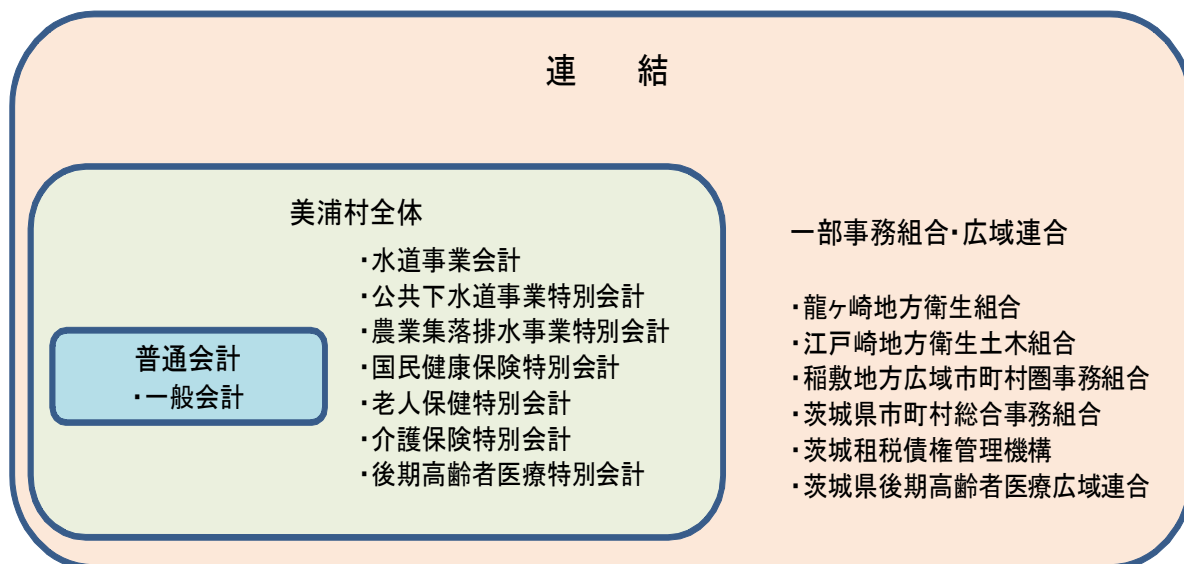 連　結
美浦村全体
・水道事業会計
・公共下水道事業特別会計
・農業集落排水事業特別会計
・国民健康保険特別会計
・老人保健特別会計
・介護保険特別会計
・後期高齢者医療特別会計
普通会計
・一般会計
一部事務組合・広域連合
・龍ヶ崎地方衛生組合
・江戸崎地方衛生土木組合
・稲敷地方広域市町村圏事務組合
・茨城県市町村総合事務組合
・茨城租税債権管理機構
・茨城県後期高齢者医療広域連合